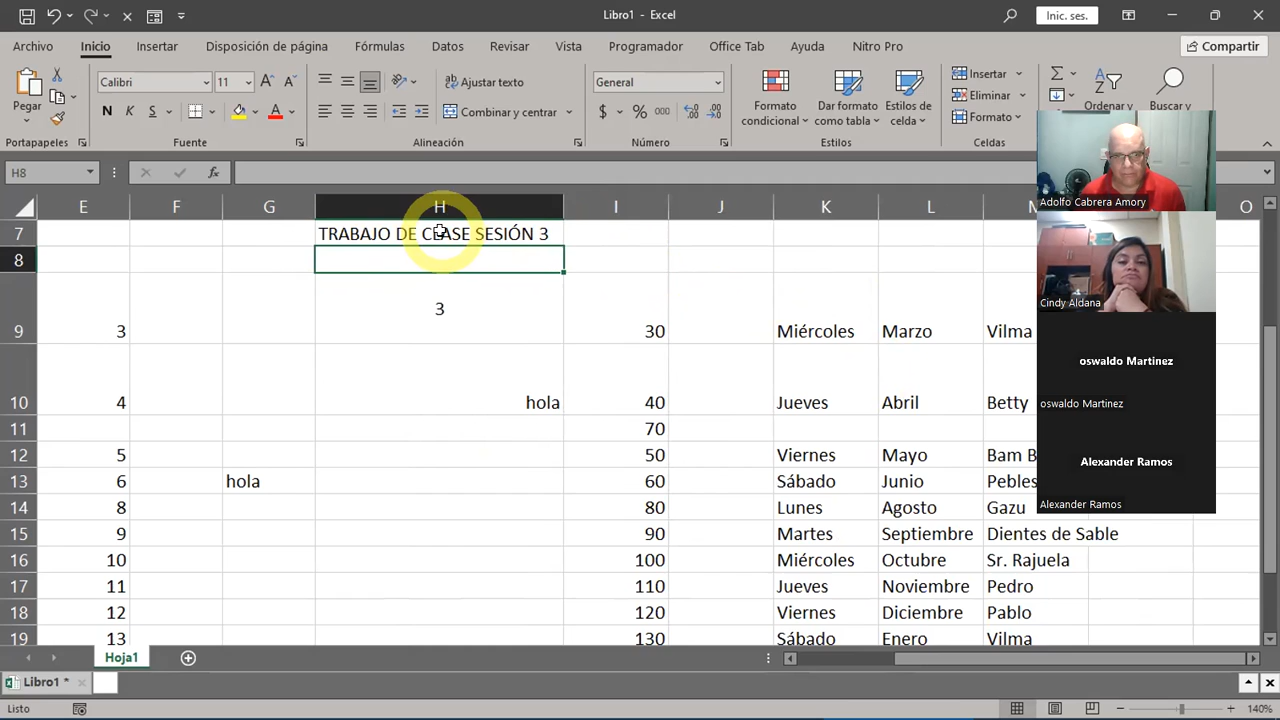 Libro1 - Excel
Inic. ses.
Archivo Inicio Insertar Disposición de página Fórmulas Datos Revisar Vista Programador Office Tab Ayuda Nitro Pro Compartir
Pegar
Calibri 11
N K S
Ajustar texto
Combinar y centrar
General
$ % 000
Formato condicional
Dar formato como tabla
Estilos de celda
Insertar
Eliminar
Formato
Ordenar y
Buscar y
Portapapeles Fuente Alineación Número Estilos Celdas
H8
E F G H I J K L M O
7 TRABAJO DE CLASE SESIÓN 3
8
9 3 3 30 Miércoles Marzo Vilma
10 4 hola 40 Jueves Abril Betty
11 70
12 5 50 Viernes Mayo Bam B
13 6 hola 60 Sábado Junio Pebles
14 8 80 Lunes Agosto Gazu
15 9 90 Martes Septiembre Dientes de Sable
16 10 100 Miércoles Octubre Sr. Rajuela
17 11 110 Jueves Noviembre Pedro
18 12 120 Viernes Diciembre Pablo
19 13 130 Sábado Enero Vilma
Adolfo Cabrera Amory
Cindy Aldana
oswaldo Martinez
oswaldo Martinez
Alexander Ramos
Alexander Ramos
Hoja1
Libro1 *
Listo
140%